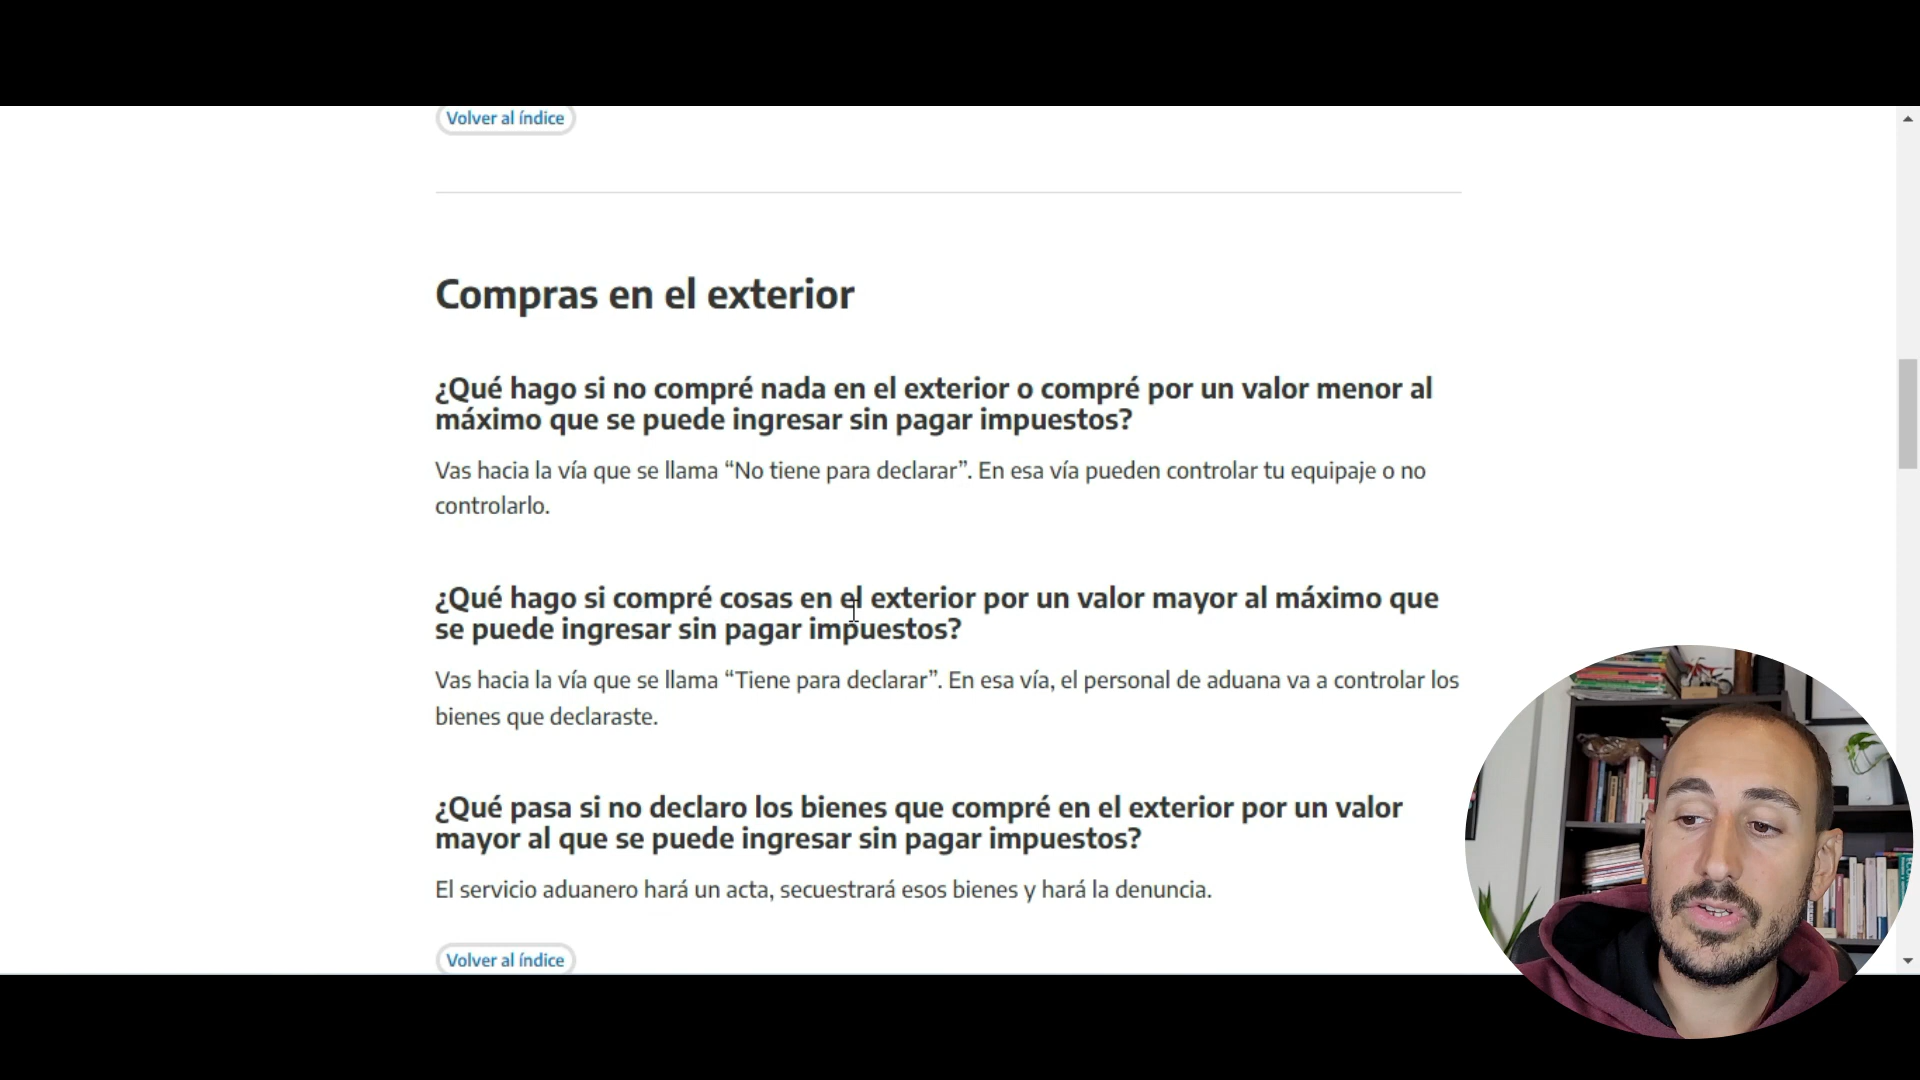 Volver al índice
Compras en el exterior
¿Qué hago si no compré nada en el exterior o compré por un valor menor al
máximo que se puede ingresar sin pagar impuestos?
Vas hacia la vía que se llama “No tiene para declarar”. En esa vía pueden controlar tu equipaje o no
controlarlo.
¿Qué hago si compré cosas en el exterior por un valor mayor al máximo que
se puede ingresar sin pagar impuestos?
Vas hacia la vía que se llama “Tiene para declarar”. En esa vía, el personal de aduana va a controlar los
bienes que declaraste.
¿Qué pasa si no declaro los bienes que compré en el exterior por un valor
mayor al que se puede ingresar sin pagar impuestos?
El servicio aduanero hará un acta, secuestrará esos bienes y hará la denuncia.
Volver al índice